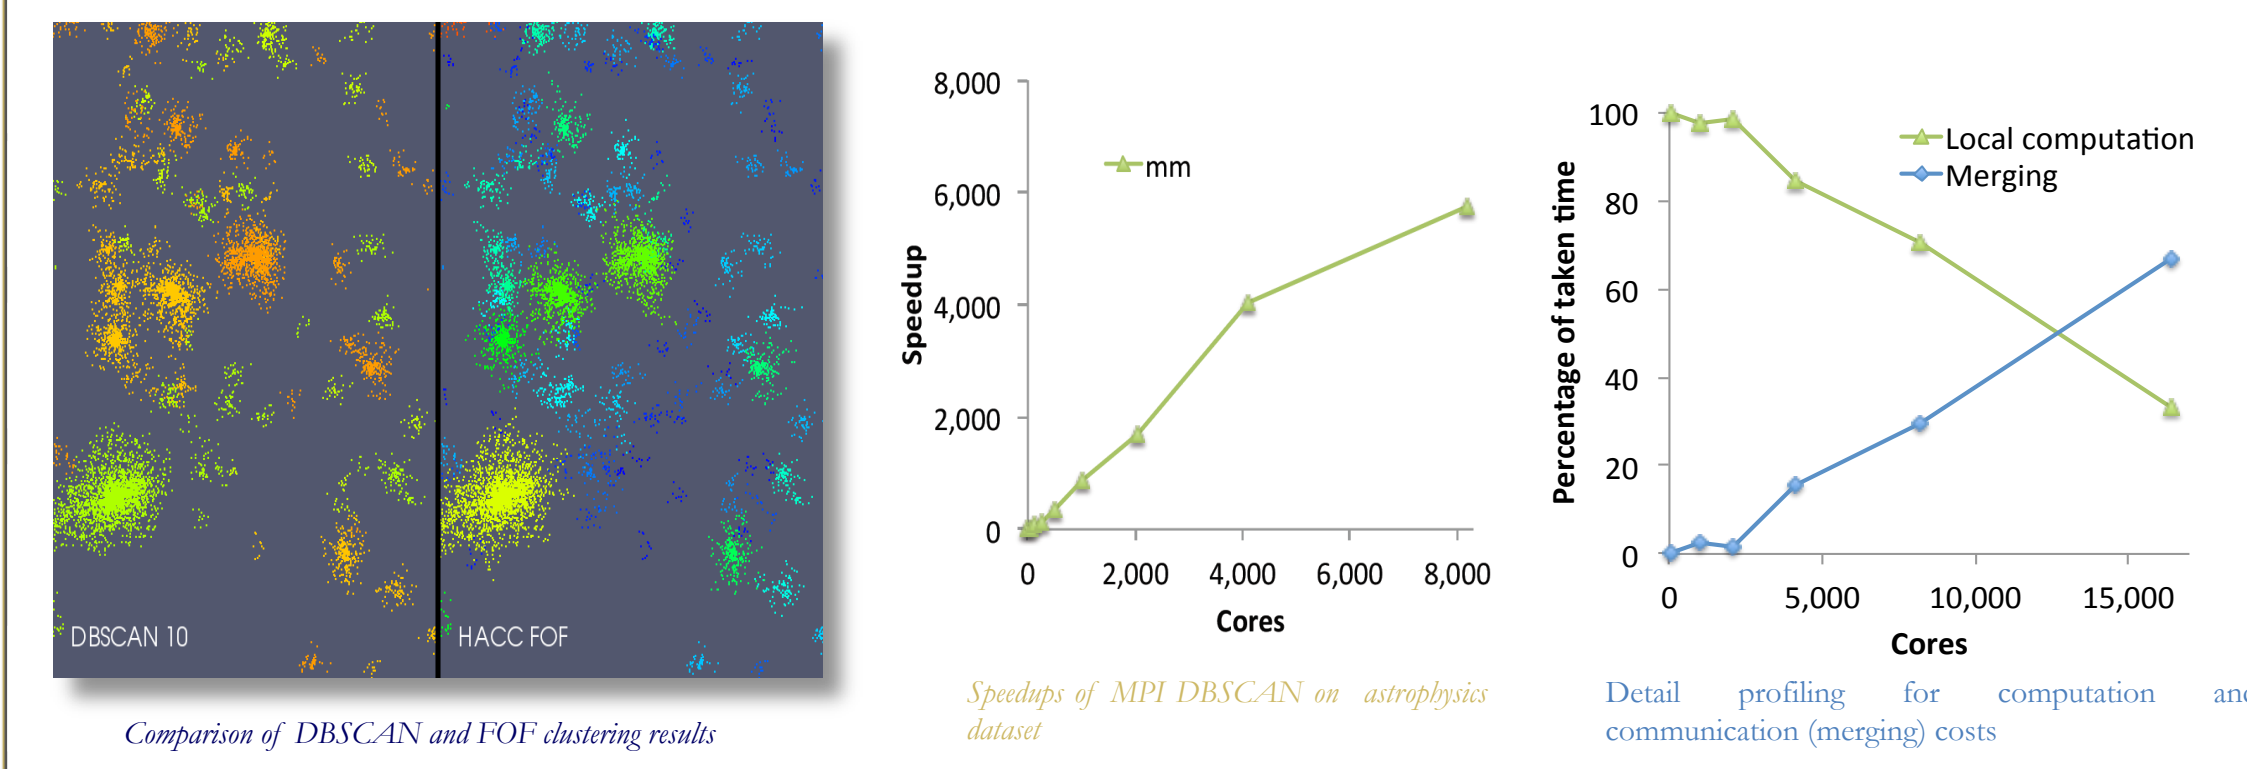 DBSCAN 10
HACC FOF
Comparison of DBSCAN and FOF clustering results
8,000
6,000
4,000
2,000
0
Speedup
mm
0 2,000 4,000 6,000 8,000
Cores
Speedups of MPI DBSCAN on astrophysics
dataset
100
80
60
40
20
0
Percentage of taken time
Local computation
Merging
0 5,000 10,000 15,000
Cores
Detail profiling for computation
communication (merging) costs